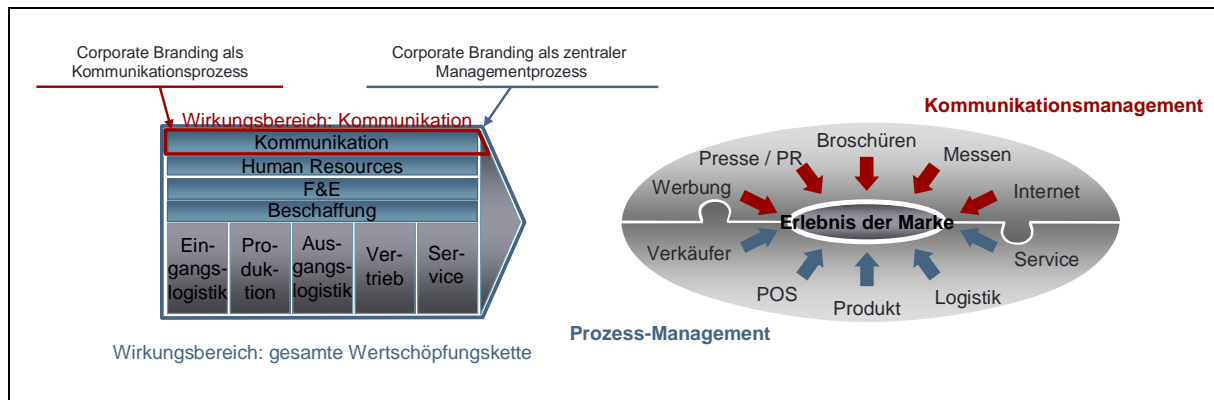 Corporate Branding als
Kommunikationsprozess
Corporate Branding als zentraler
Managementprozess
Wirkungsbereich: Kommunikation
Kommunikation
Human Resources
F&E
Beschaffung
Ein-
gangs-
logistik
Pro-
duk-
tion
Aus-
gangs-
logistik
Ver-
trieb
Ser-
vice
Wirkungsbereich: gesamte Wertschöpfungskette
Kommunikationsmanagement
Broschüren
Presse / PR
Messen
Werbung
Internet
Erlebnis der Marke
Verkäufer
Service
POS
Logistik
Produkt
Prozess-Management